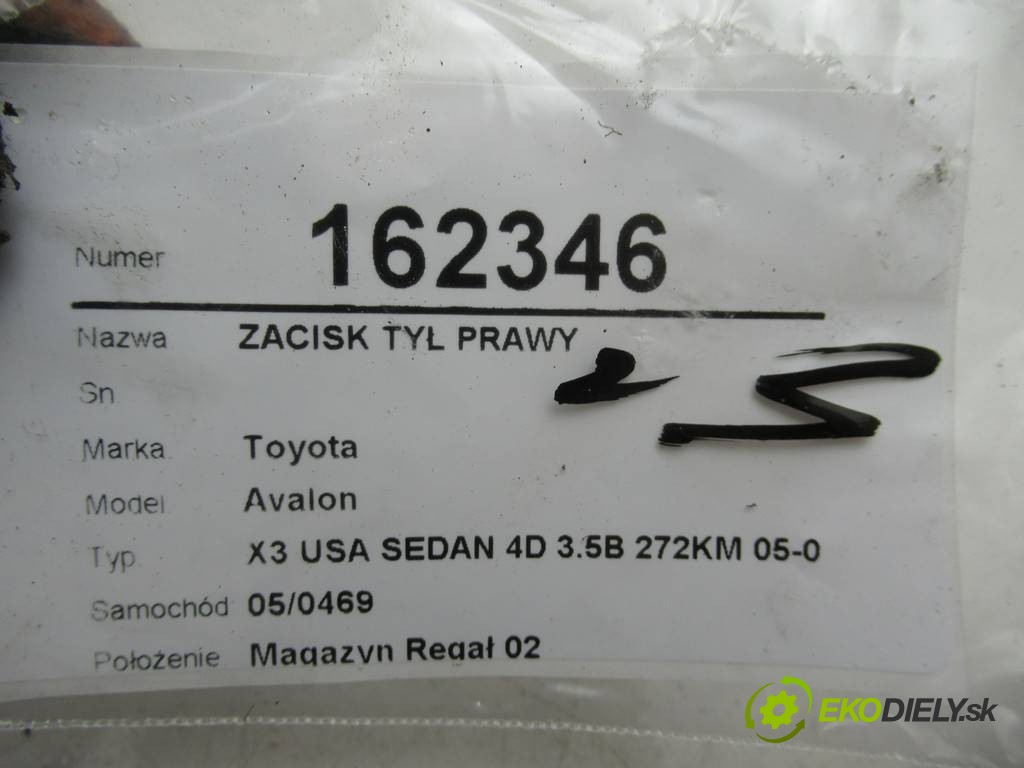 Numer 162346
Nazwa ZACISK TYŁ PRAWY
Sn
Marka Toyota
Model Avalon
Typ X3 USA SEDAN 4D 3.5B 272KM 05-0
Samochód 05/0469
Położenie Magazyn Regał 02
EKODIELY.sk